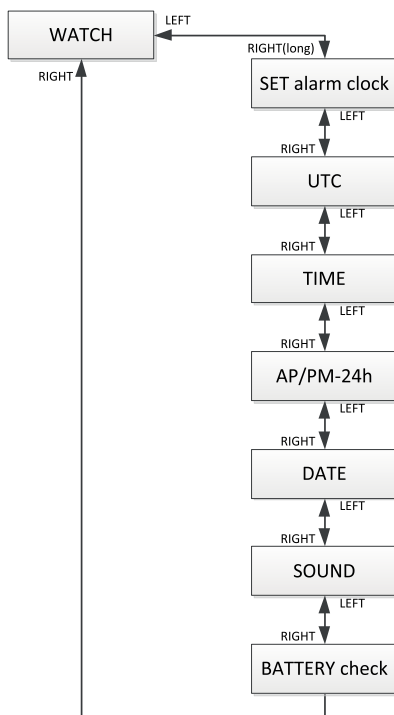 WATCH
LEFT
RIGHT(long)
RIGHT
SET alarm clock
LEFT
RIGHT
UTC
LEFT
RIGHT
TIME
LEFT
RIGHT
AP/PM-24h
LEFT
RIGHT
DATE
LEFT
RIGHT
SOUND
LEFT
RIGHT
BATTERY check